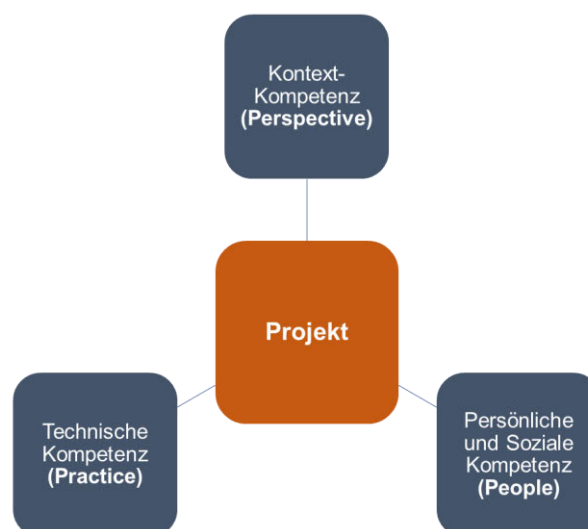 Kontext-
Kompetenz
(Perspective)
Projekt
Technische
Kompetenz
(Practice)
Persönliche
und Soziale
Kompetenz
(People)